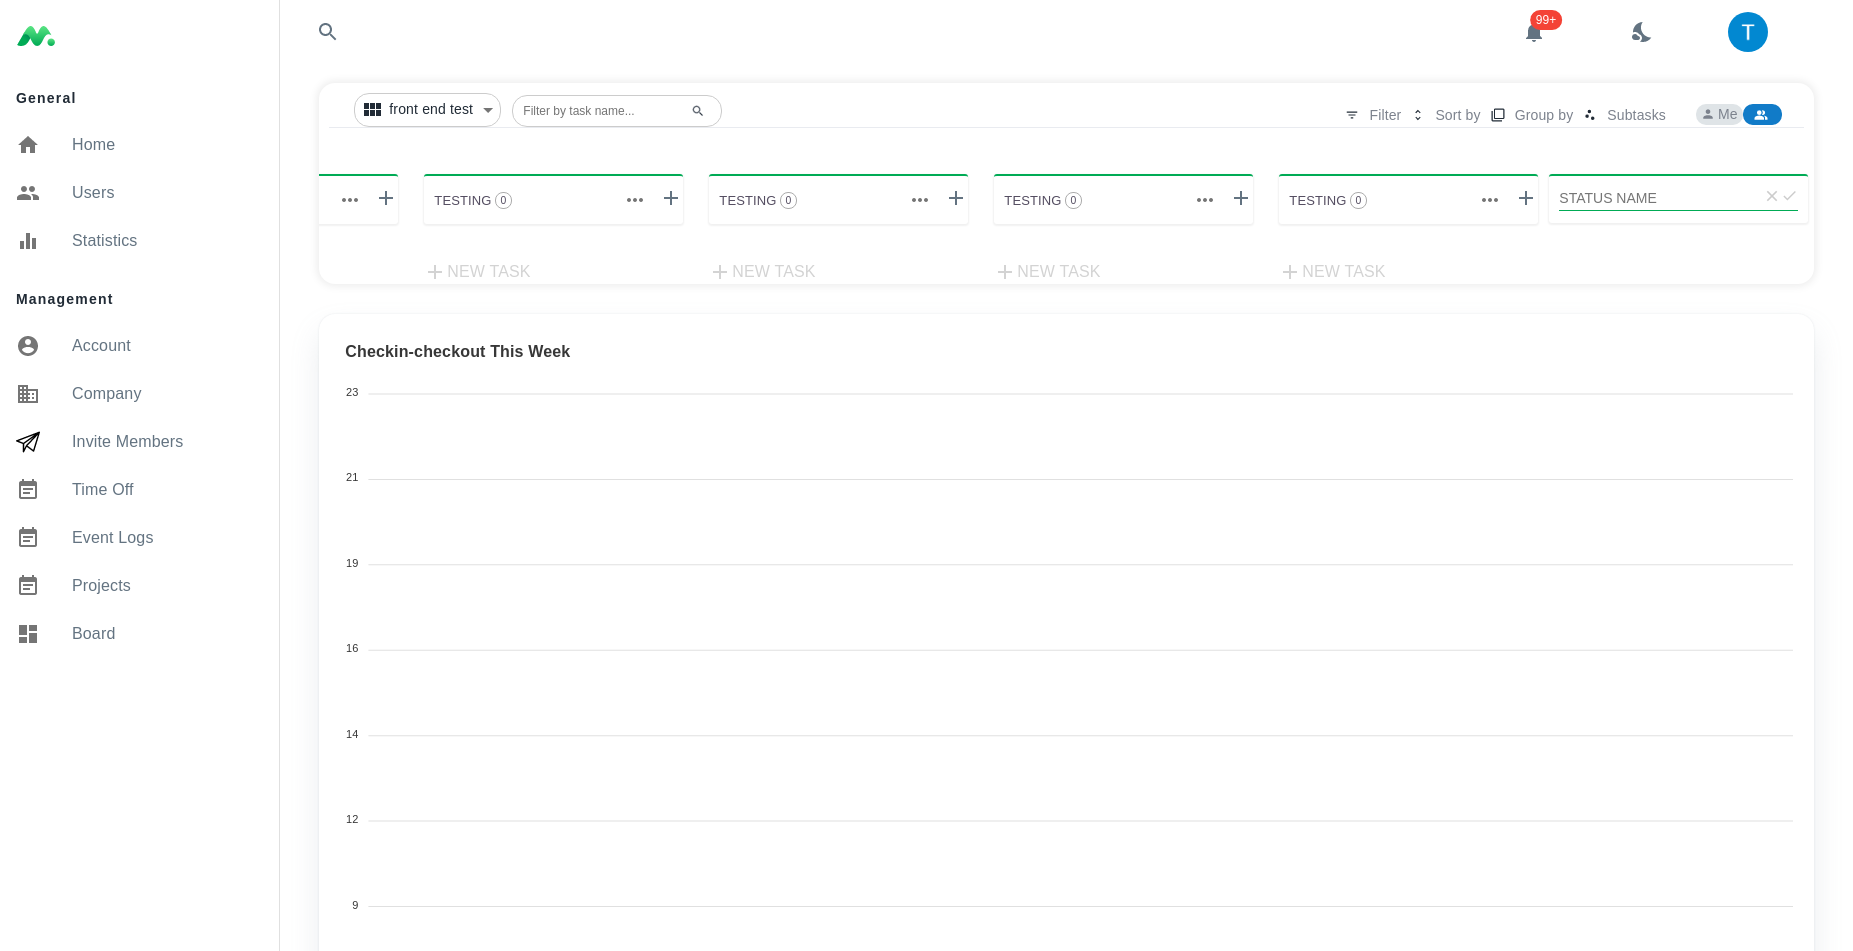 99+
T
General
Home
Users
Statistics
Management
Account
Company
Invite Members
Time Off
Event Logs
Projects
Board
front end test
Filter by task name...
Filter
Sort by
Group by
Subtasks
Me
TESTING 0
TESTING 0
TESTING 0
TESTING 0
STATUS NAME
NEW TASK
NEW TASK
NEW TASK
NEW TASK
Checkin-checkout This Week
23
21
19
16
14
12
9